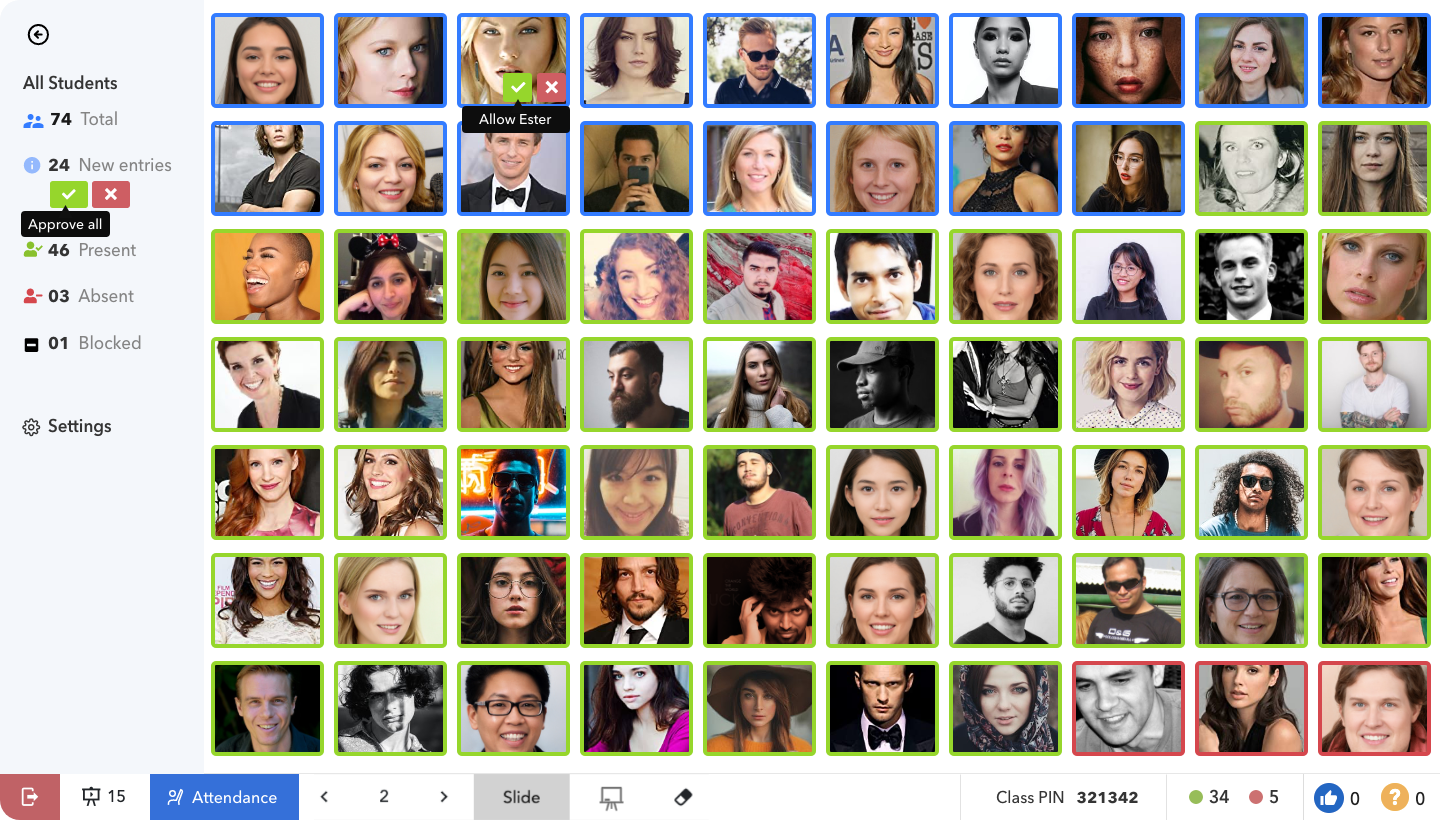 All Students
74 Total
24 New entries
Approve all
46 Present
03 Absent
01 Blocked
Settings
Allow Ester
15
Attendance
2
Slide
Class PIN 321342
34
5
0
?
0